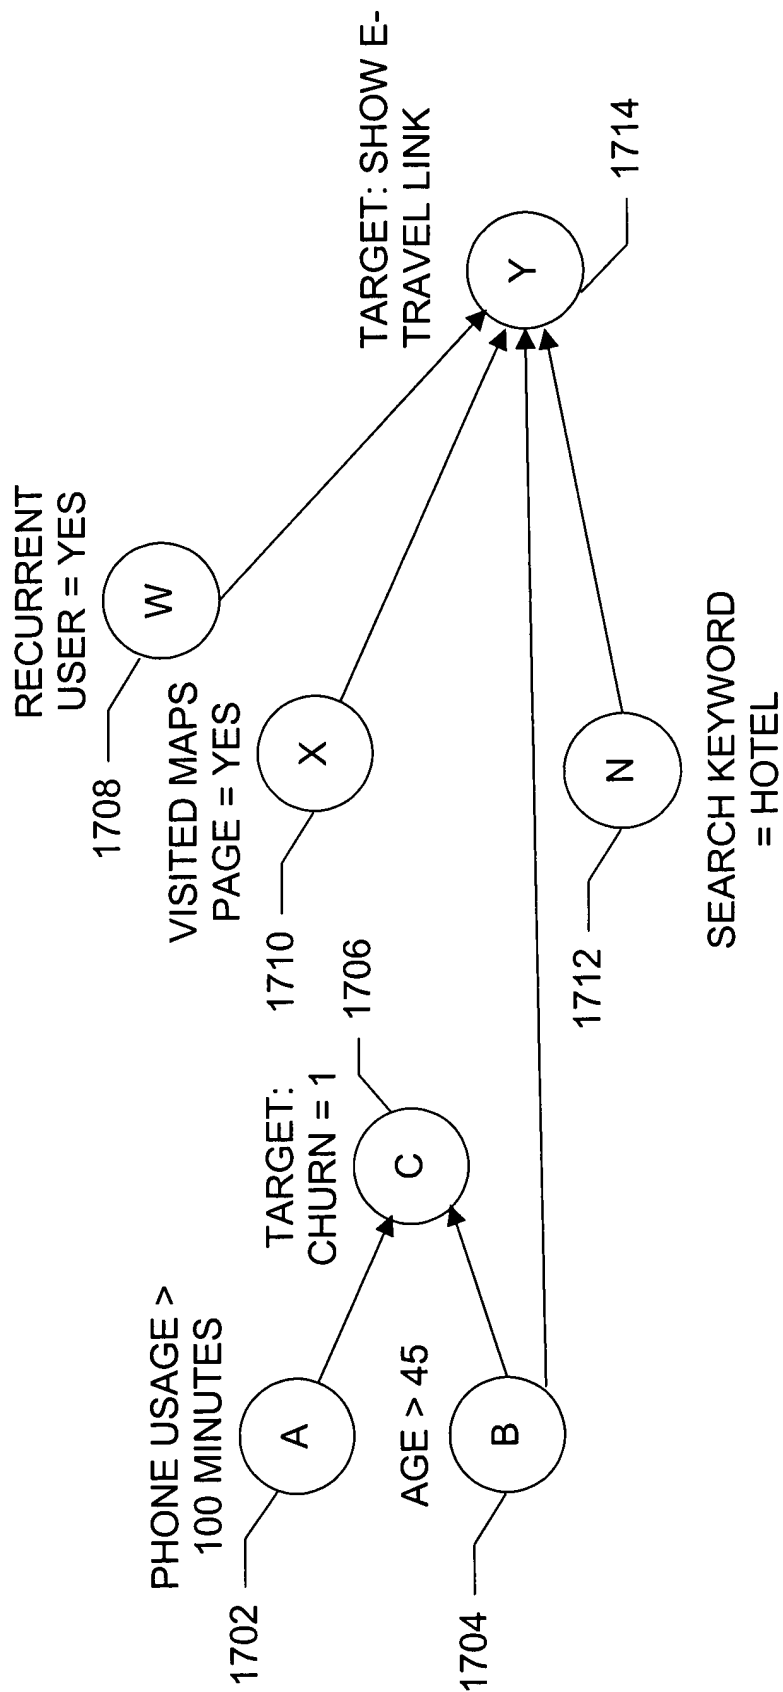 PHONE USAGE >
100 MINUTES
1702
A
AGE > 45
1704
B
TARGET:
CHURN = 1
1706
C
RECURRENT
USER = YES
1708
W
VISITED MAPS
PAGE = YES
1710
X
1712
N
SEARCH KEYWORD
= HOTEL
TARGET: SHOW E-
TRAVEL LINK
Y
1714